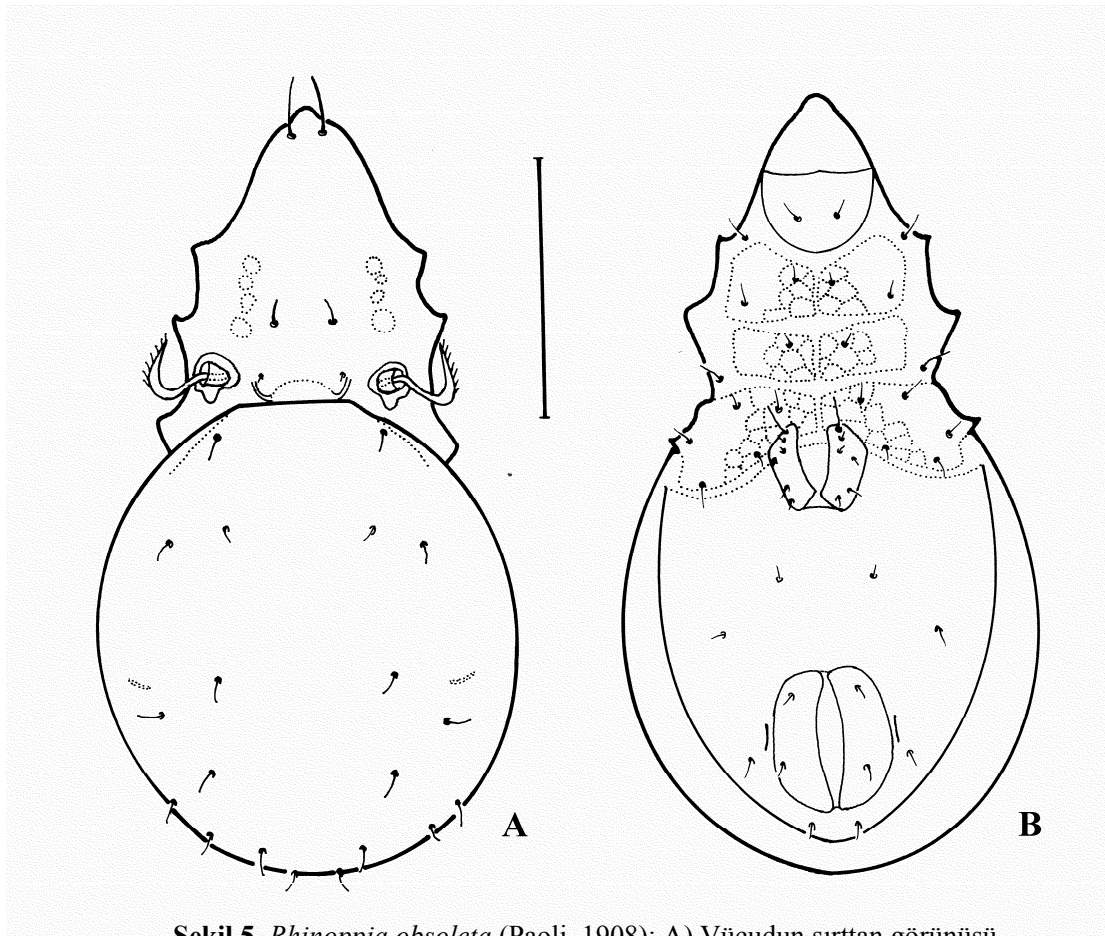 A
B
Şekil 5. Rhinoppia obsoleta (Paoli, 1908): A) Vücudun sırttan görünüşü